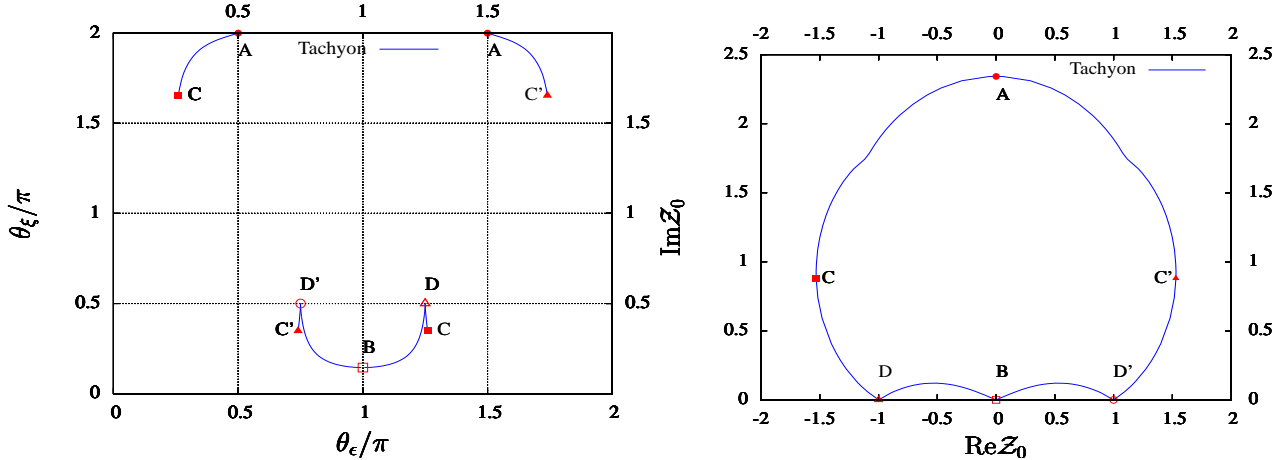 0.5 1 1.5
2
Tachyon
A A
C C'
1.5 1.5
θξ/π
1 1
D' D
0.5 0.5
C' C
B
0 0
0 0.5 1 1.5 2
θϵ/π
-2 -1.5 -1 -0.5 0 0.5 1 1.5 2
2.5 2.5
Tachyon
A
2 2
1.5 1.5
Im𝒵₀
1 1
C C'
0.5 0.5
D B D'
0 0
-2 -1.5 -1 -0.5 0 0.5 1 1.5 2
Re𝒵₀